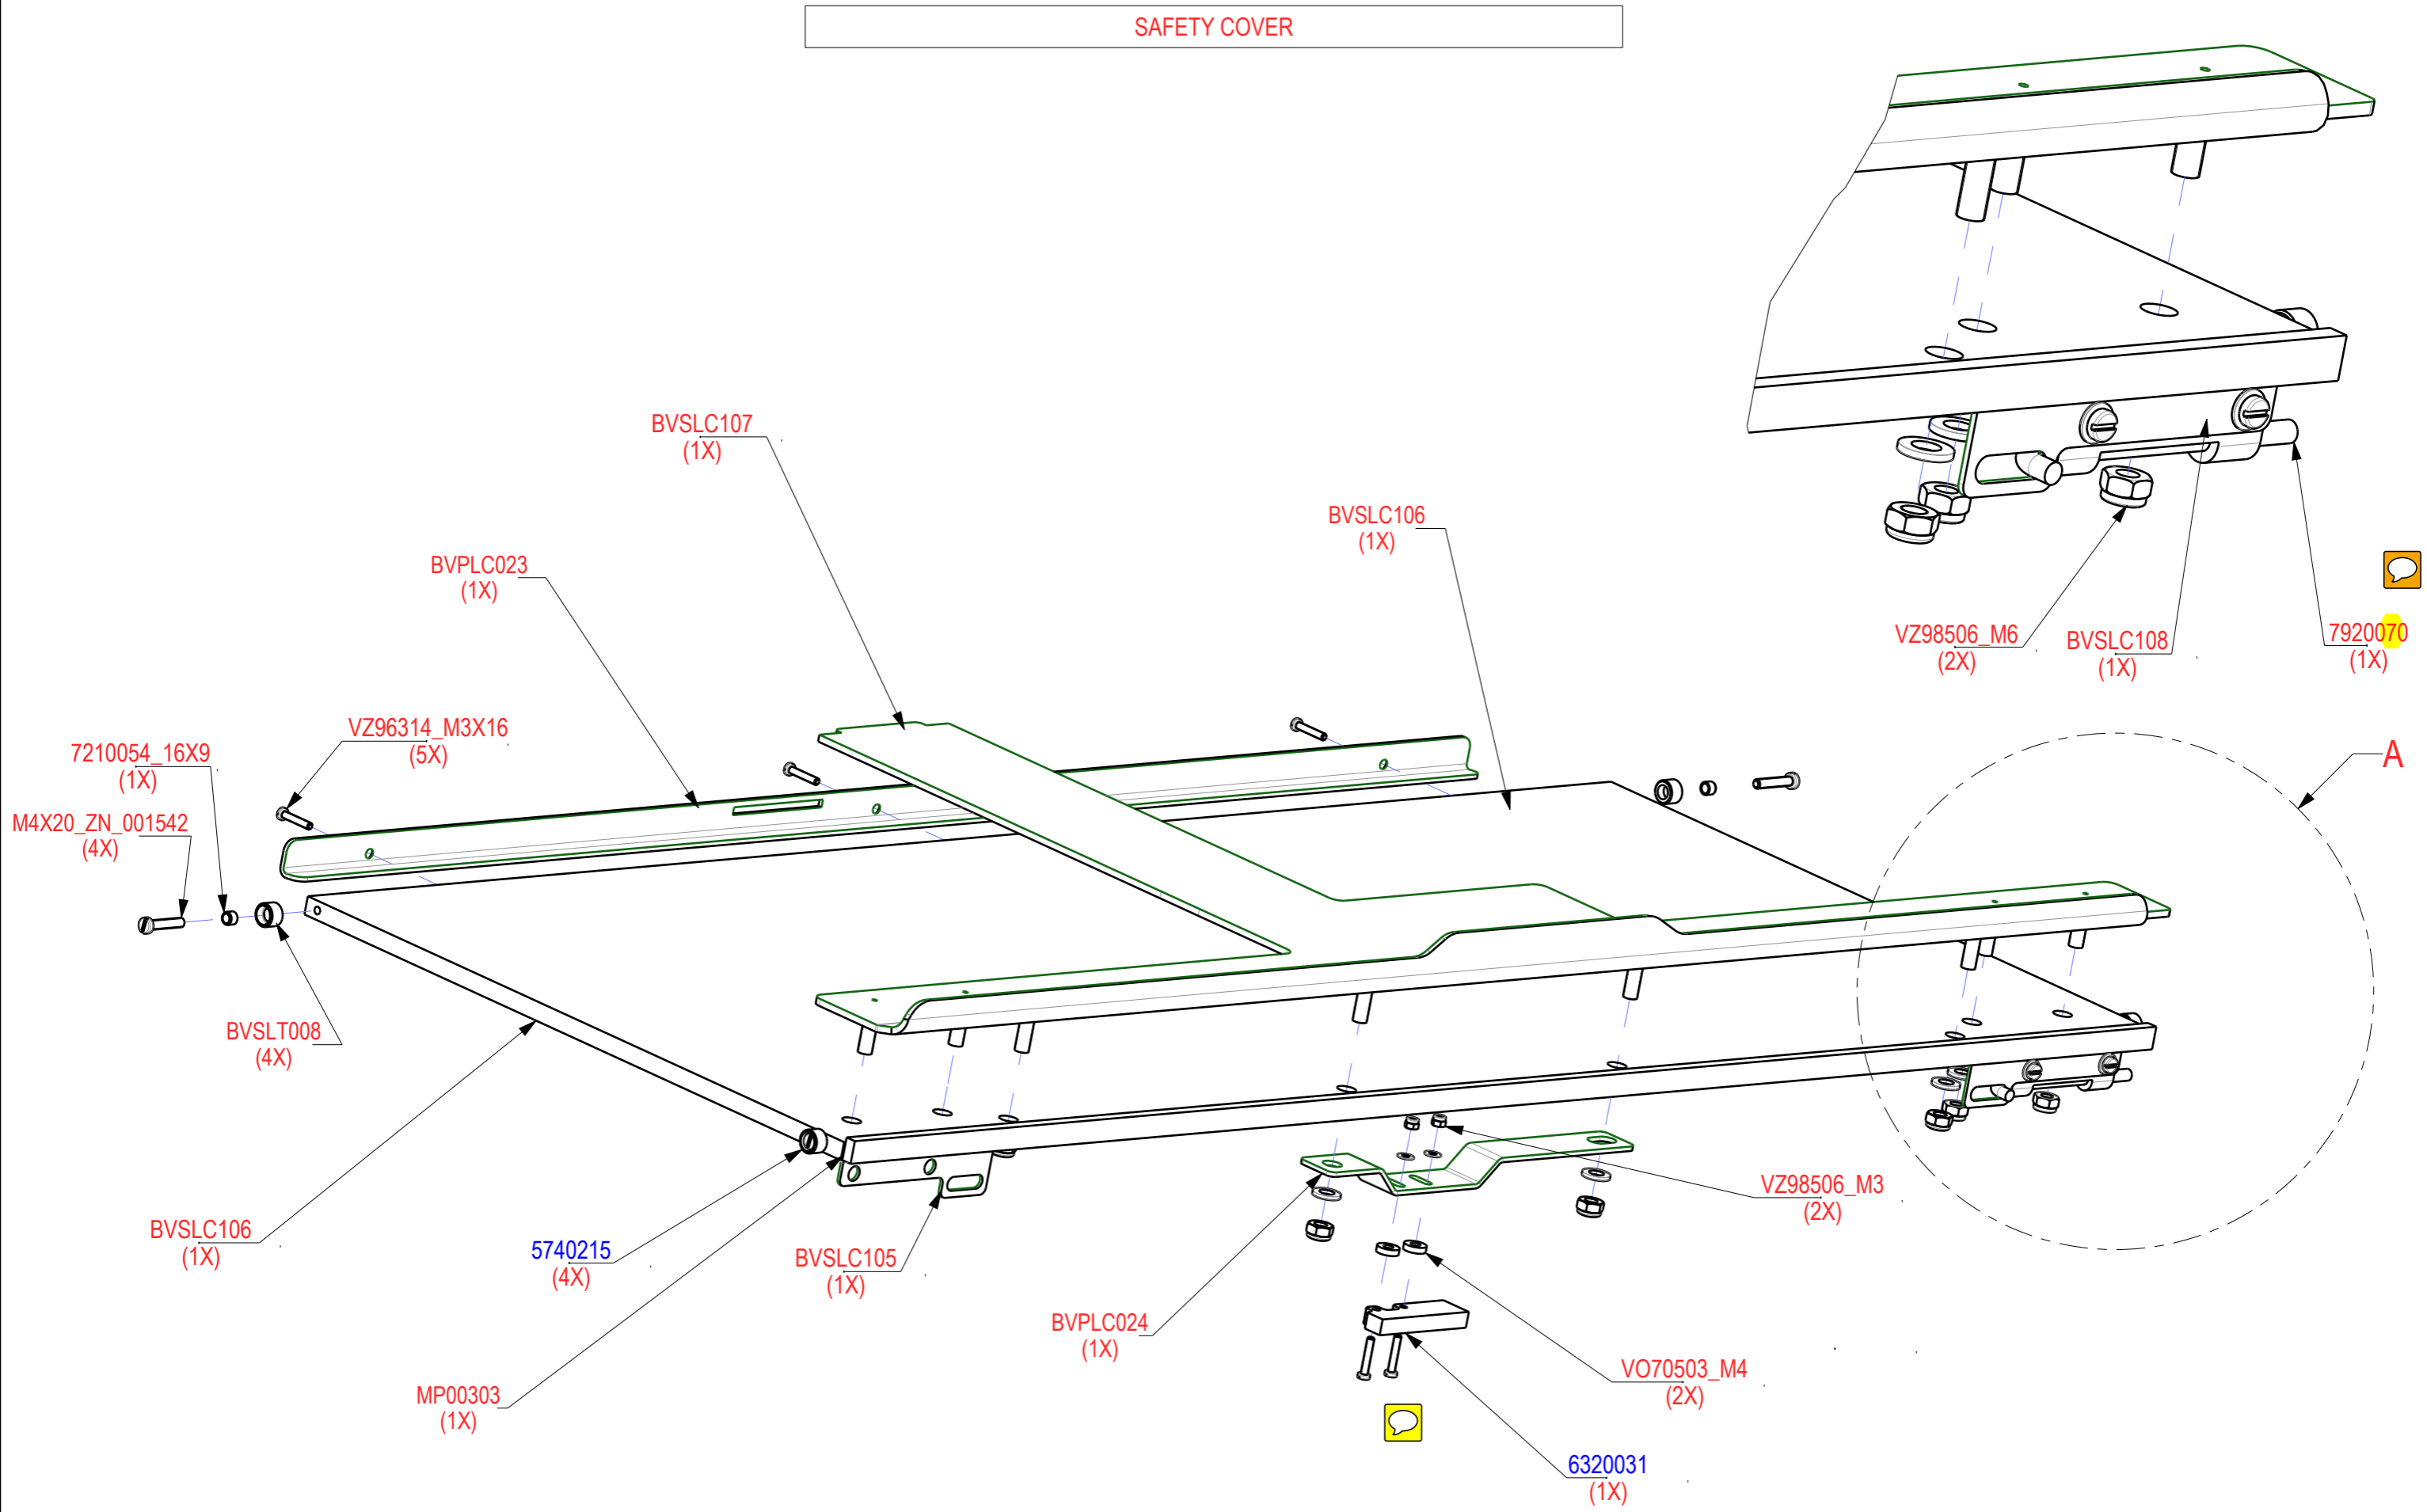 SAFETY COVER
BVSLC107
(1X)
BVSLC106
(1X)
BVPLC023
(1X)
VZ98506_M6
(2X)
BVSLC108
(1X)
7920070
(1X)
VZ96314_M3X16
(5X)
7210054_16X9
(1X)
A
M4X20_ZN_001542
(4X)
BVSLT008
(4X)
VZ98506_M3
(2X)
BVSLC106
(1X)
5740215
(4X)
BVSLC105
(1X)
BVPLC024
(1X)
VO70503_M4
(2X)
MP00303
(1X)
6320031
(1X)